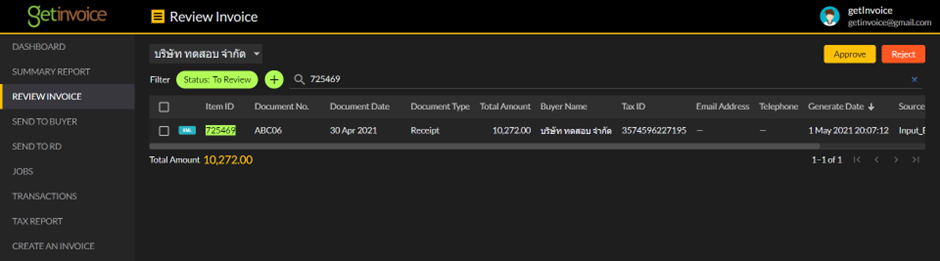 getinvoice
Review Invoice
getInvoice
getinvoice@gmail.com
DASHBOARD
SUMMARY REPORT
REVIEW INVOICE
SEND TO BUYER
SEND TO RD
JOBS
TRANSACTIONS
TAX REPORT
CREATE AN INVOICE
บริษัท ทดสอบ จำกัด
Approve
Reject
Filter Status: To Review + 725469 ×
Item ID Document No. Document Date Document Type Total Amount Buyer Name Tax ID Email Address Telephone Generate Date ↓ Source
XML 725469 ABC06 30 Apr 2021 Receipt 10,272.00 บริษัท ทดสอบ จำกัด 3574596227195 — — 1 May 2021 20:07:12 Input_E
Total Amount 10,272.00 1–1 of 1